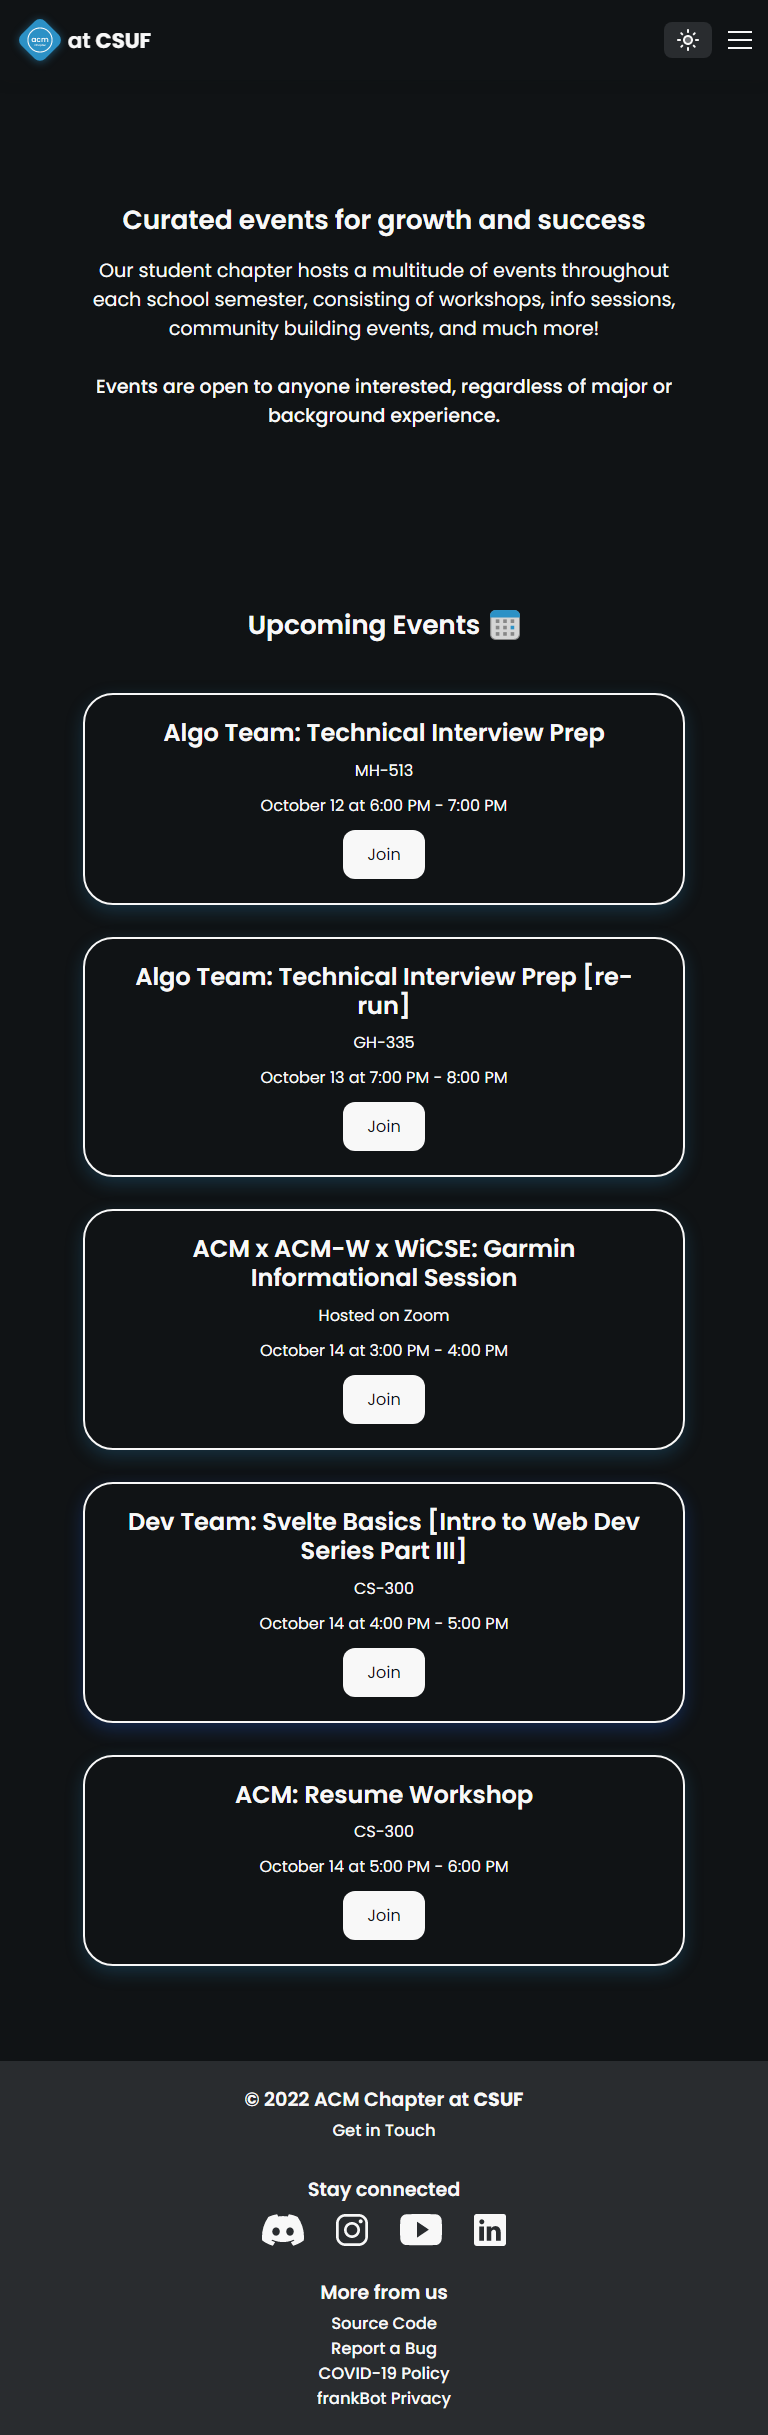 acm
at CSUF
Curated events for growth and success
Our student chapter hosts a multitude of events throughout
each school semester, consisting of workshops, info sessions,
community building events, and much more!
Events are open to anyone interested, regardless of major or
background experience.
Upcoming Events
Algo Team: Technical Interview Prep
MH-513
October 12 at 6:00 PM - 7:00 PM
Join
Algo Team: Technical Interview Prep [re-
run]
GH-335
October 13 at 7:00 PM - 8:00 PM
Join
ACM x ACM-W x WiCSE: Garmin
Informational Session
Hosted on Zoom
October 14 at 3:00 PM - 4:00 PM
Join
Dev Team: Svelte Basics [Intro to Web Dev
Series Part III]
CS-300
October 14 at 4:00 PM - 5:00 PM
Join
ACM: Resume Workshop
CS-300
October 14 at 5:00 PM - 6:00 PM
Join
© 2022 ACM Chapter at CSUF
Get in Touch
Stay connected
in
More from us
Source Code
Report a Bug
COVID-19 Policy
frankBot Privacy